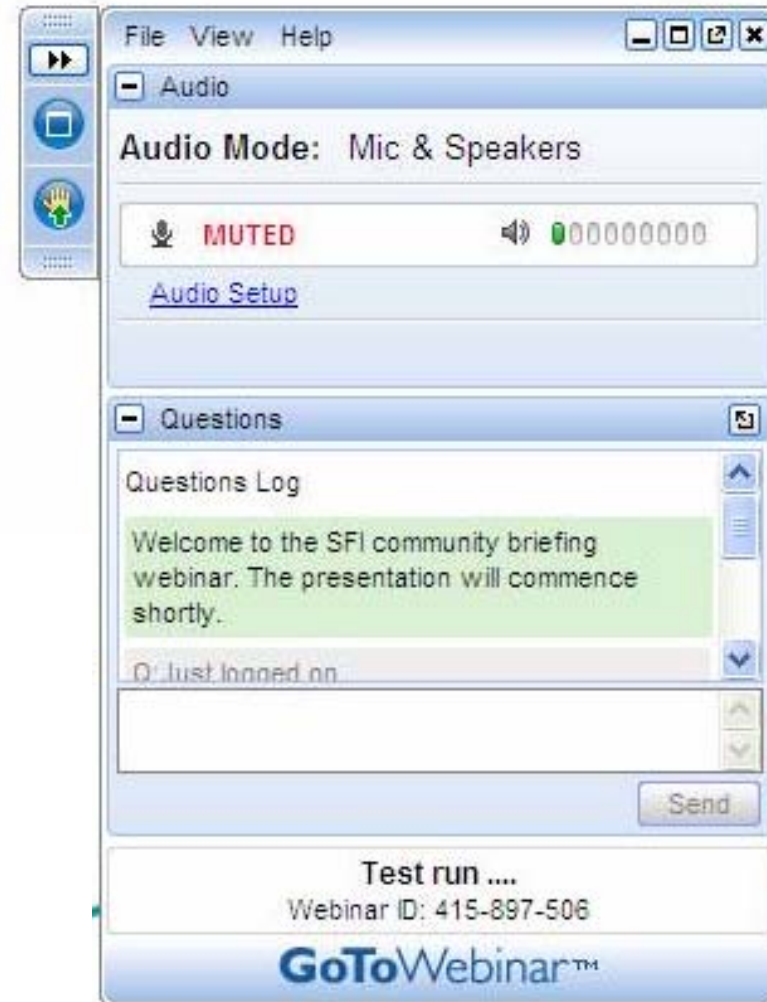 File View Help
Audio
Audio Mode: Mic & Speakers
MUTED
Audio Setup
Questions
Questions Log
Welcome to the SFI community briefing
webinar. The presentation will commence
shortly.
Q: Just logged on
Send
Test run ....
Webinar ID: 415-897-506
GoToWebinar™